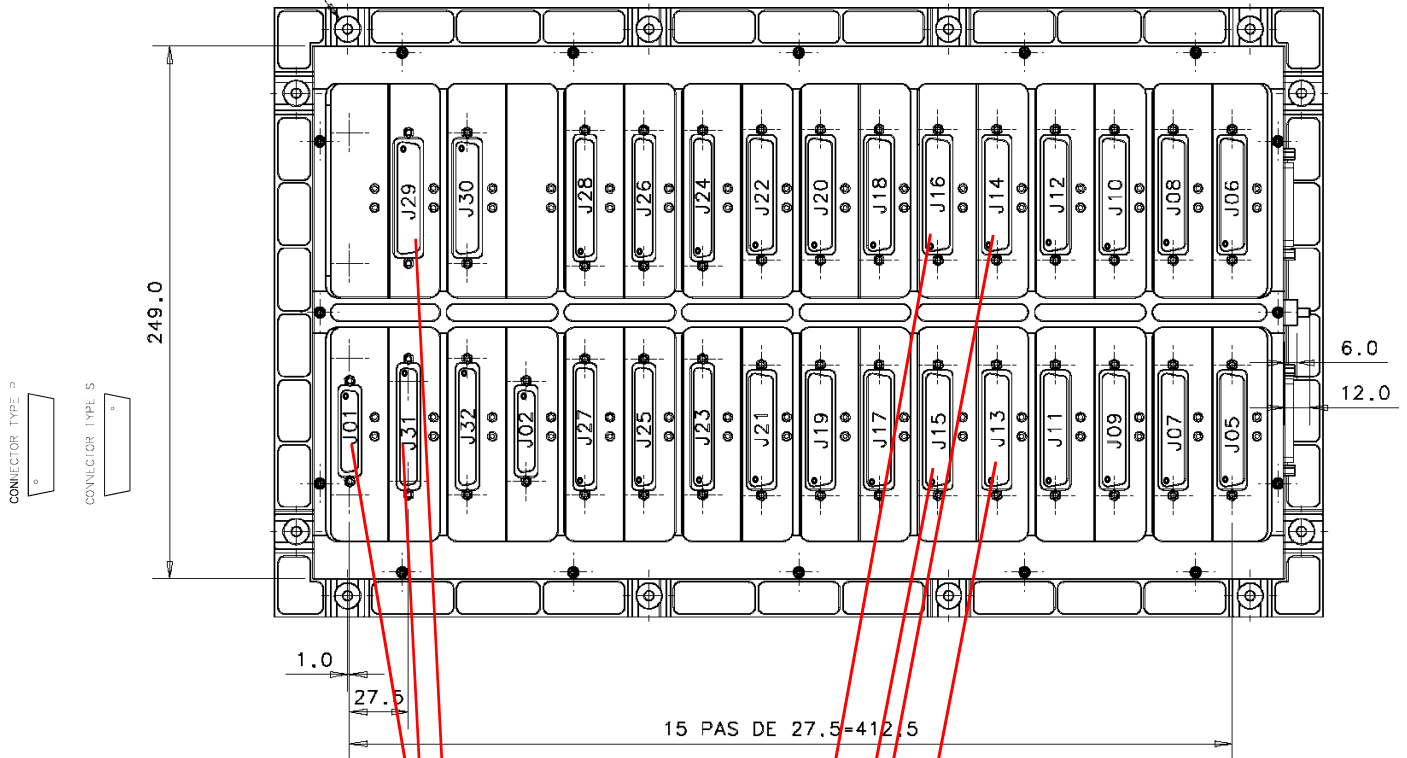 J29
J30
J28
J26
J24
J22
J20
J18
J16
J14
J12
J10
J08
J06
249.0
6.0
12.0
CONNECTOR TYPE P
CONNECTOR TYPE S
J01
J31
J32
J02
J27
J25
J23
J21
J19
J17
J15
J13
J11
J09
J07
J05
1.0
27.5
15 PAS DE 27.5=412.5